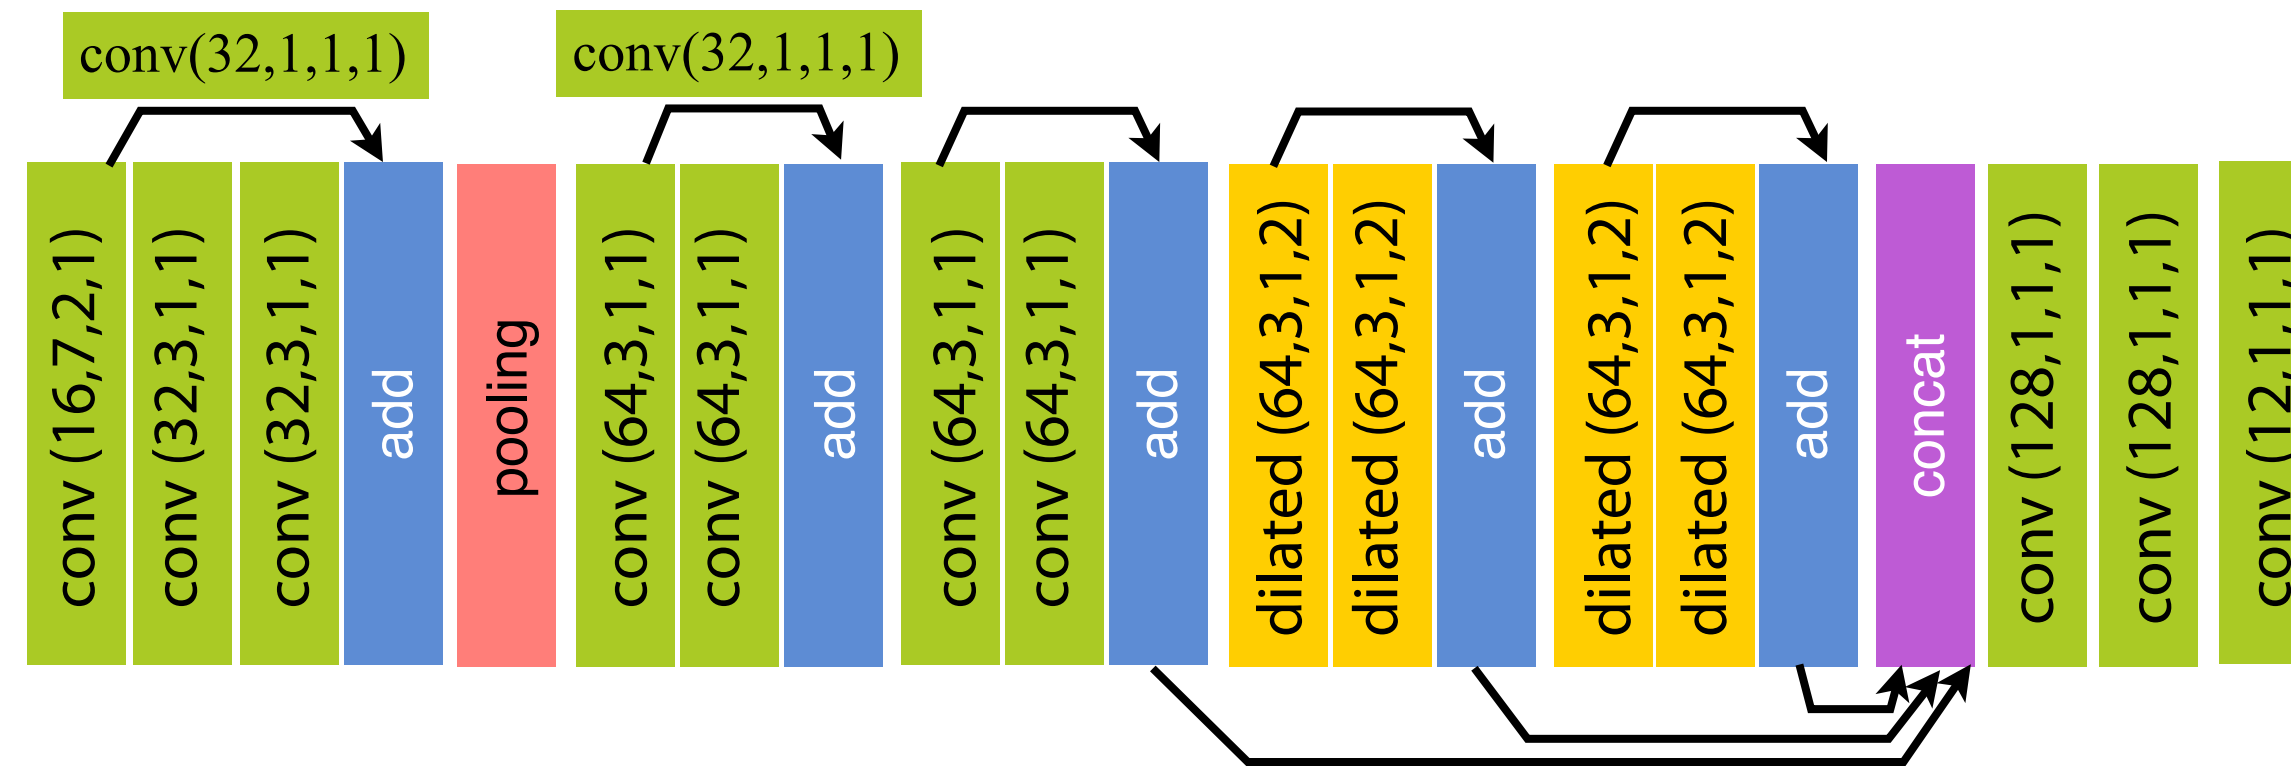 conv(32,1,1,1)
conv(32,1,1,1)
conv (16,7,2,1)
conv (32,3,1,1)
conv (32,3,1,1)
add
pooling
conv (64,3,1,1)
conv (64,3,1,1)
add
conv (64,3,1,1)
conv (64,3,1,1)
add
dilated (64,3,1,2)
dilated (64,3,1,2)
add
dilated (64,3,1,2)
dilated (64,3,1,2)
add
concat
conv (128,1,1,1)
conv (128,1,1,1)
conv (12,1,1,1)